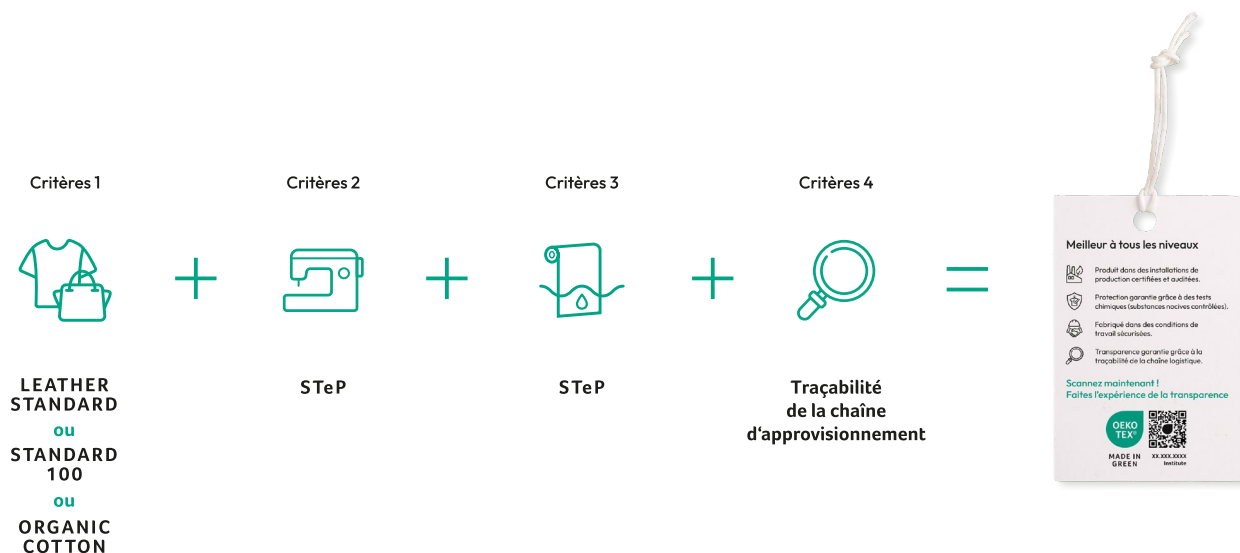 Critères 1
Critères 2
Critères 3
Critères 4
LEATHER
STANDARD
ou
STANDARD
100
ou
ORGANIC
COTTON
STeP
STeP
Traçabilité
de la chaîne
d‘approvisionnement
Meilleur à tous les niveaux
Produit dans des installations de
production certifiées et auditées.
Protection garantie grâce à des tests
chimiques (substances nocives contrôlées).
Fabriqué dans des conditions de
travail sécurisées.
Transparence garantie grâce à la
traçabilité de la chaîne logistique.
Scannez maintenant !
Faites l'expérience de la transparence
OEKO
TEX®
MADE IN
GREEN
XX.XXX.XXXX
Institute